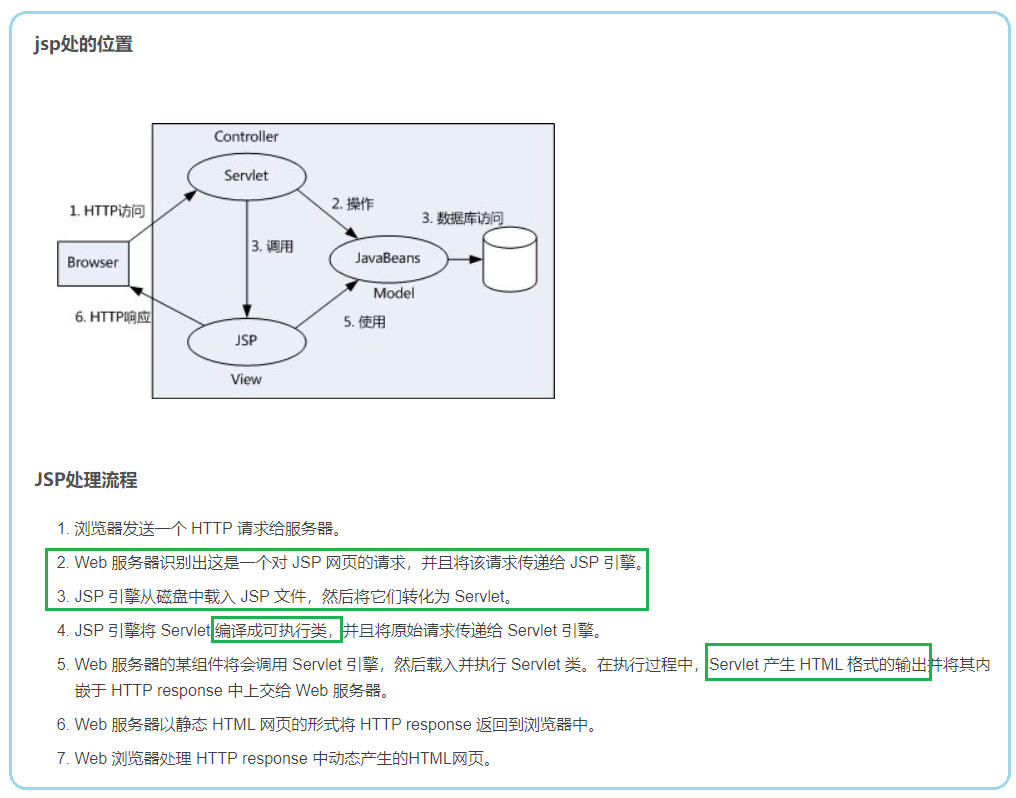 jsp处的位置
Controller
Servlet
1. HTTP访问
2. 操作
3. 数据库访问
3. 调用
Browser
JavaBeans
Model
6. HTTP响应
5. 使用
JSP
View
JSP处理流程
1. 浏览器发送一个 HTTP 请求给服务器。
2. Web 服务器识别出这是一个对 JSP 网页的请求，并且将该请求传递给 JSP 引擎。
3. JSP 引擎从磁盘中载入 JSP 文件，然后将它们转化为 Servlet。
4. JSP 引擎将 Servlet 编译成可执行类，并且将原始请求传递给 Servlet 引擎。
5. Web 服务器的某组件将会调用 Servlet 引擎，然后载入并执行 Servlet 类。在执行过程中，Servlet 产生 HTML 格式的输出并将其内
嵌于 HTTP response 中上交给 Web 服务器。
6. Web 服务器以静态 HTML 网页的形式将 HTTP response 返回到浏览器中。
7. Web 浏览器处理 HTTP response 中动态产生的HTML网页。